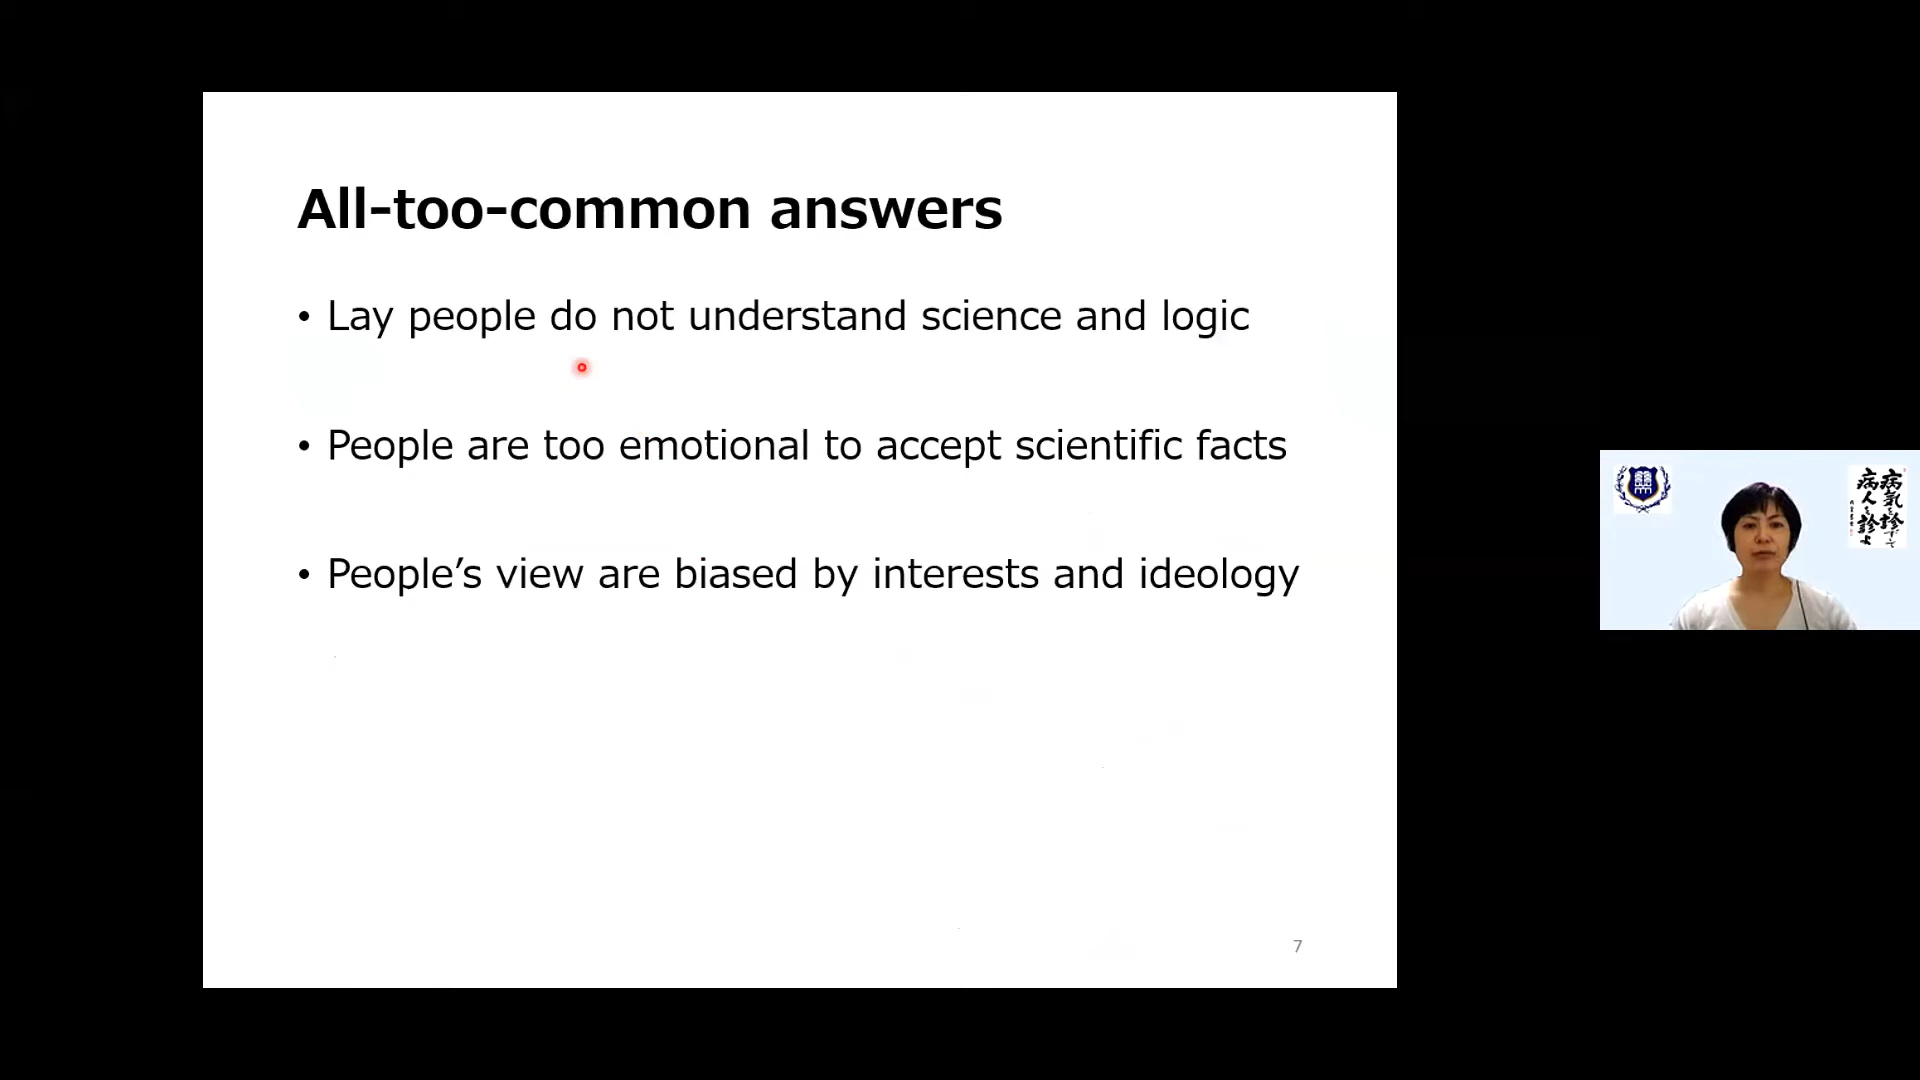 All-too-common answers
• Lay people do not understand science and logic
• People are too emotional to accept scientific facts
• People’s view are biased by interests and ideology
7
病気を診ずして
病人を診よ